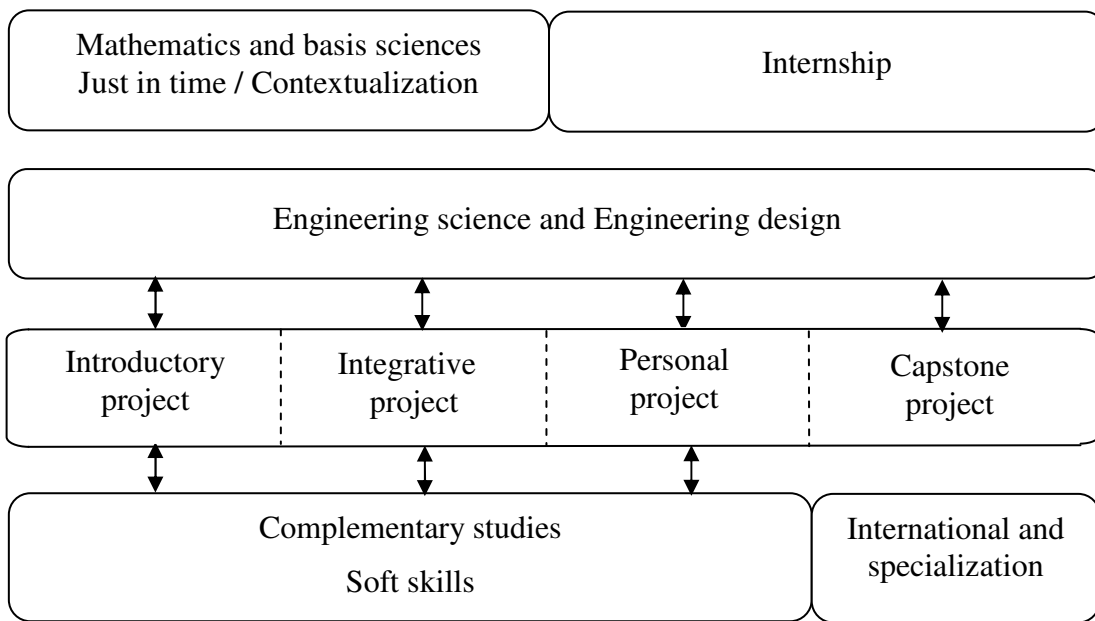 Mathematics and basis sciences
Just in time / Contextualization
Internship
Engineering science and Engineering design
Introductory
project
Integrative
project
Personal
project
Capstone
project
Complementary studies
Soft skills
International and
specialization